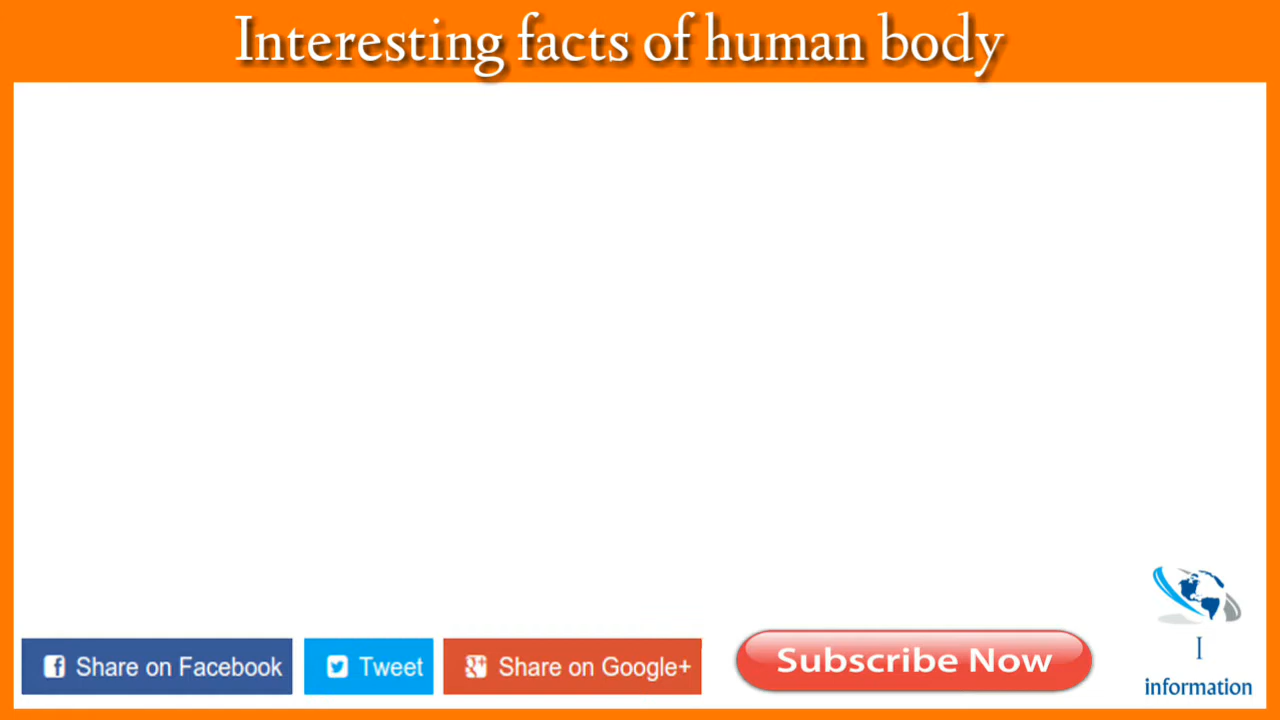 Interesting facts of human body
Share on Facebook
Tweet
Share on Google+
Subscribe Now
I
information